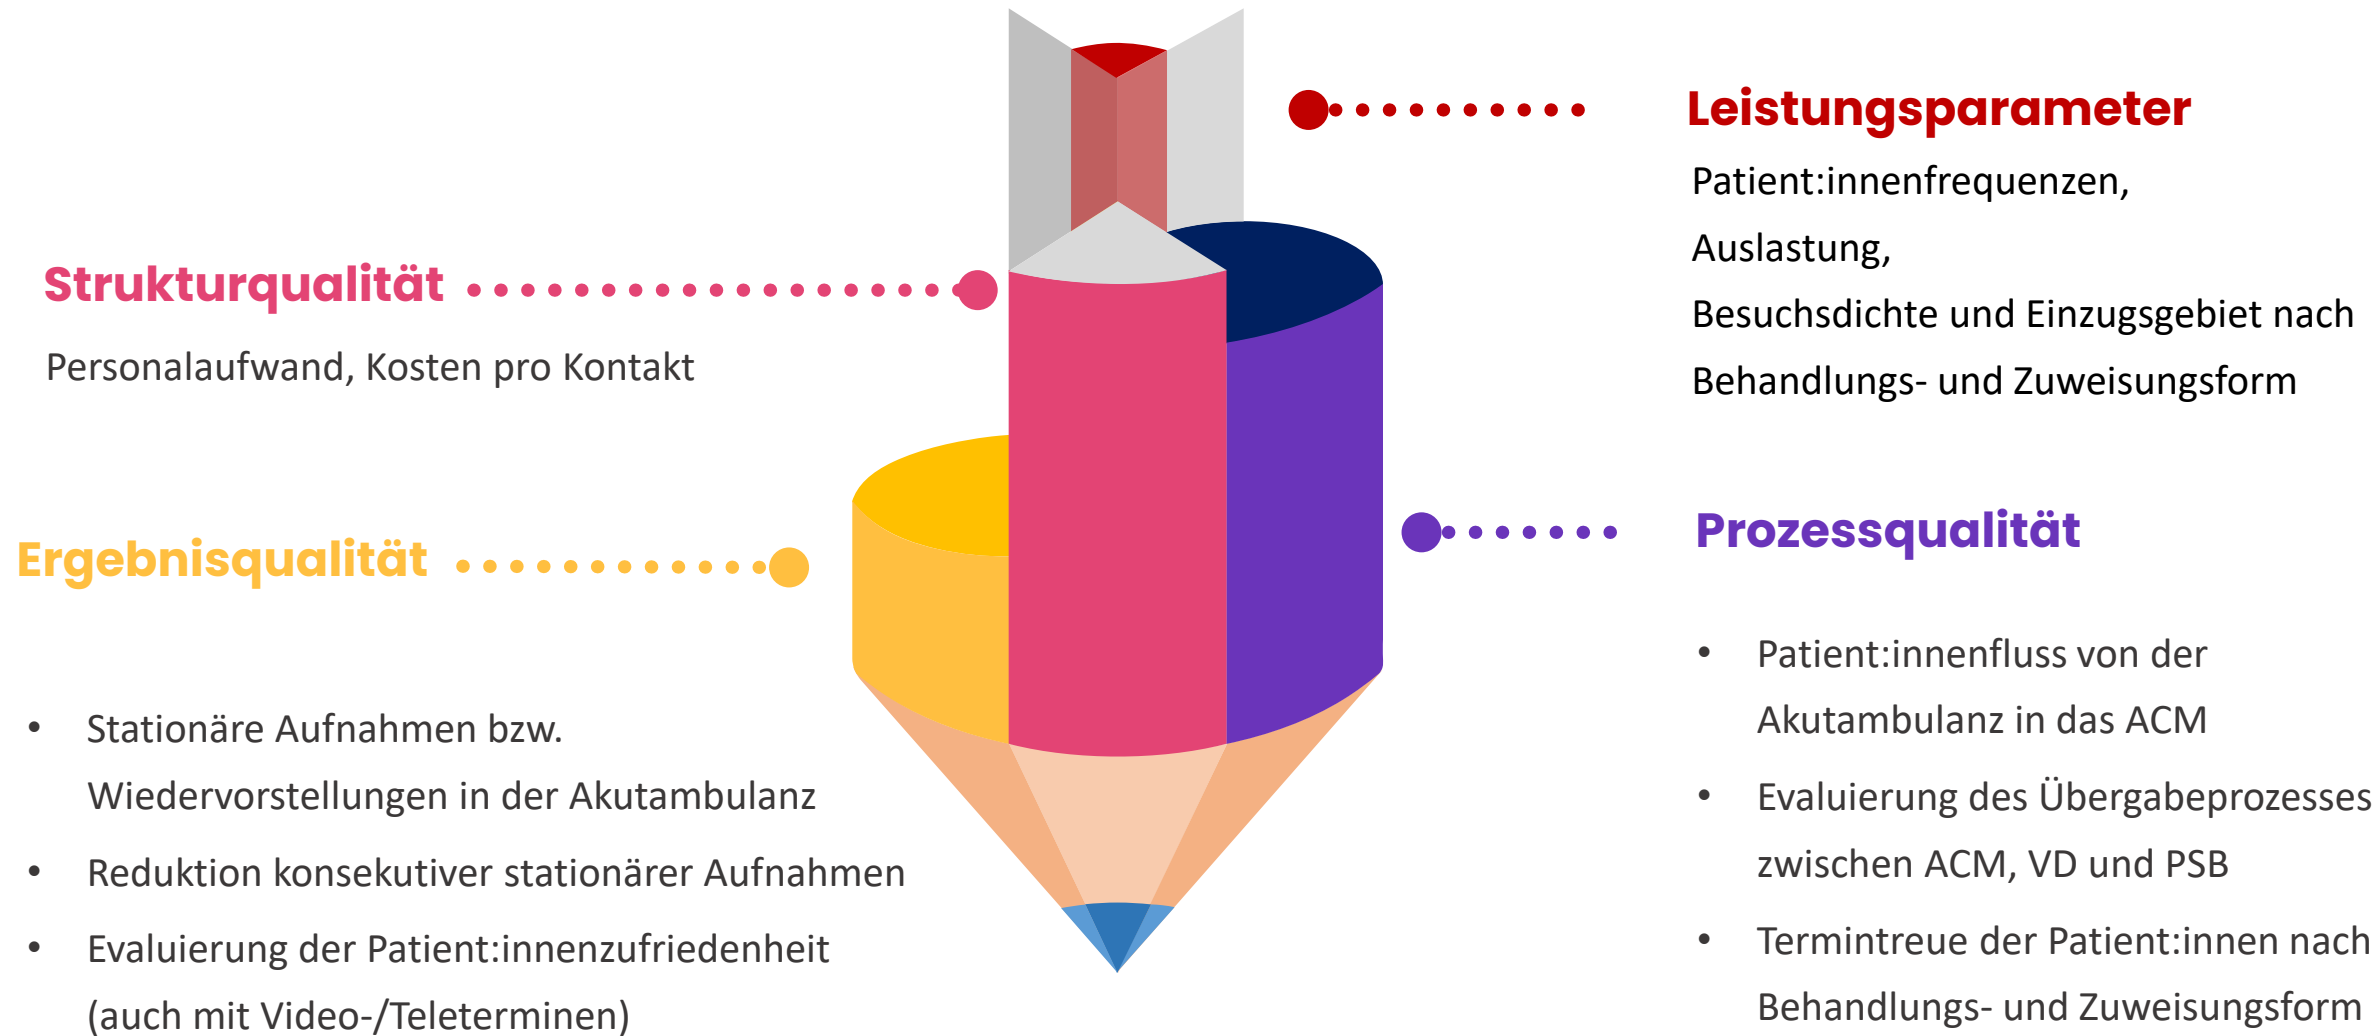 Leistungsparameter
Patient:innenfrequenzen,
Auslastung,
Besuchsdichte und Einzugsgebiet nach
Behandlungs- und Zuweisungsform
Strukturqualität
Personalaufwand, Kosten pro Kontakt
Ergebnisqualität
• Stationäre Aufnahmen bzw.
Wiedervorstellungen in der Akutambulanz
• Reduktion konsekutiver stationärer Aufnahmen
• Evaluierung der Patient:innenzufriedenheit
(auch mit Video-/Teleterminen)
Prozessqualität
• Patient:innenfluss von der
Akutambulanz in das ACM
• Evaluierung des Übergabeprozesses
zwischen ACM, VD und PSB
• Termintreue der Patient:innen nach
Behandlungs- und Zuweisungsform